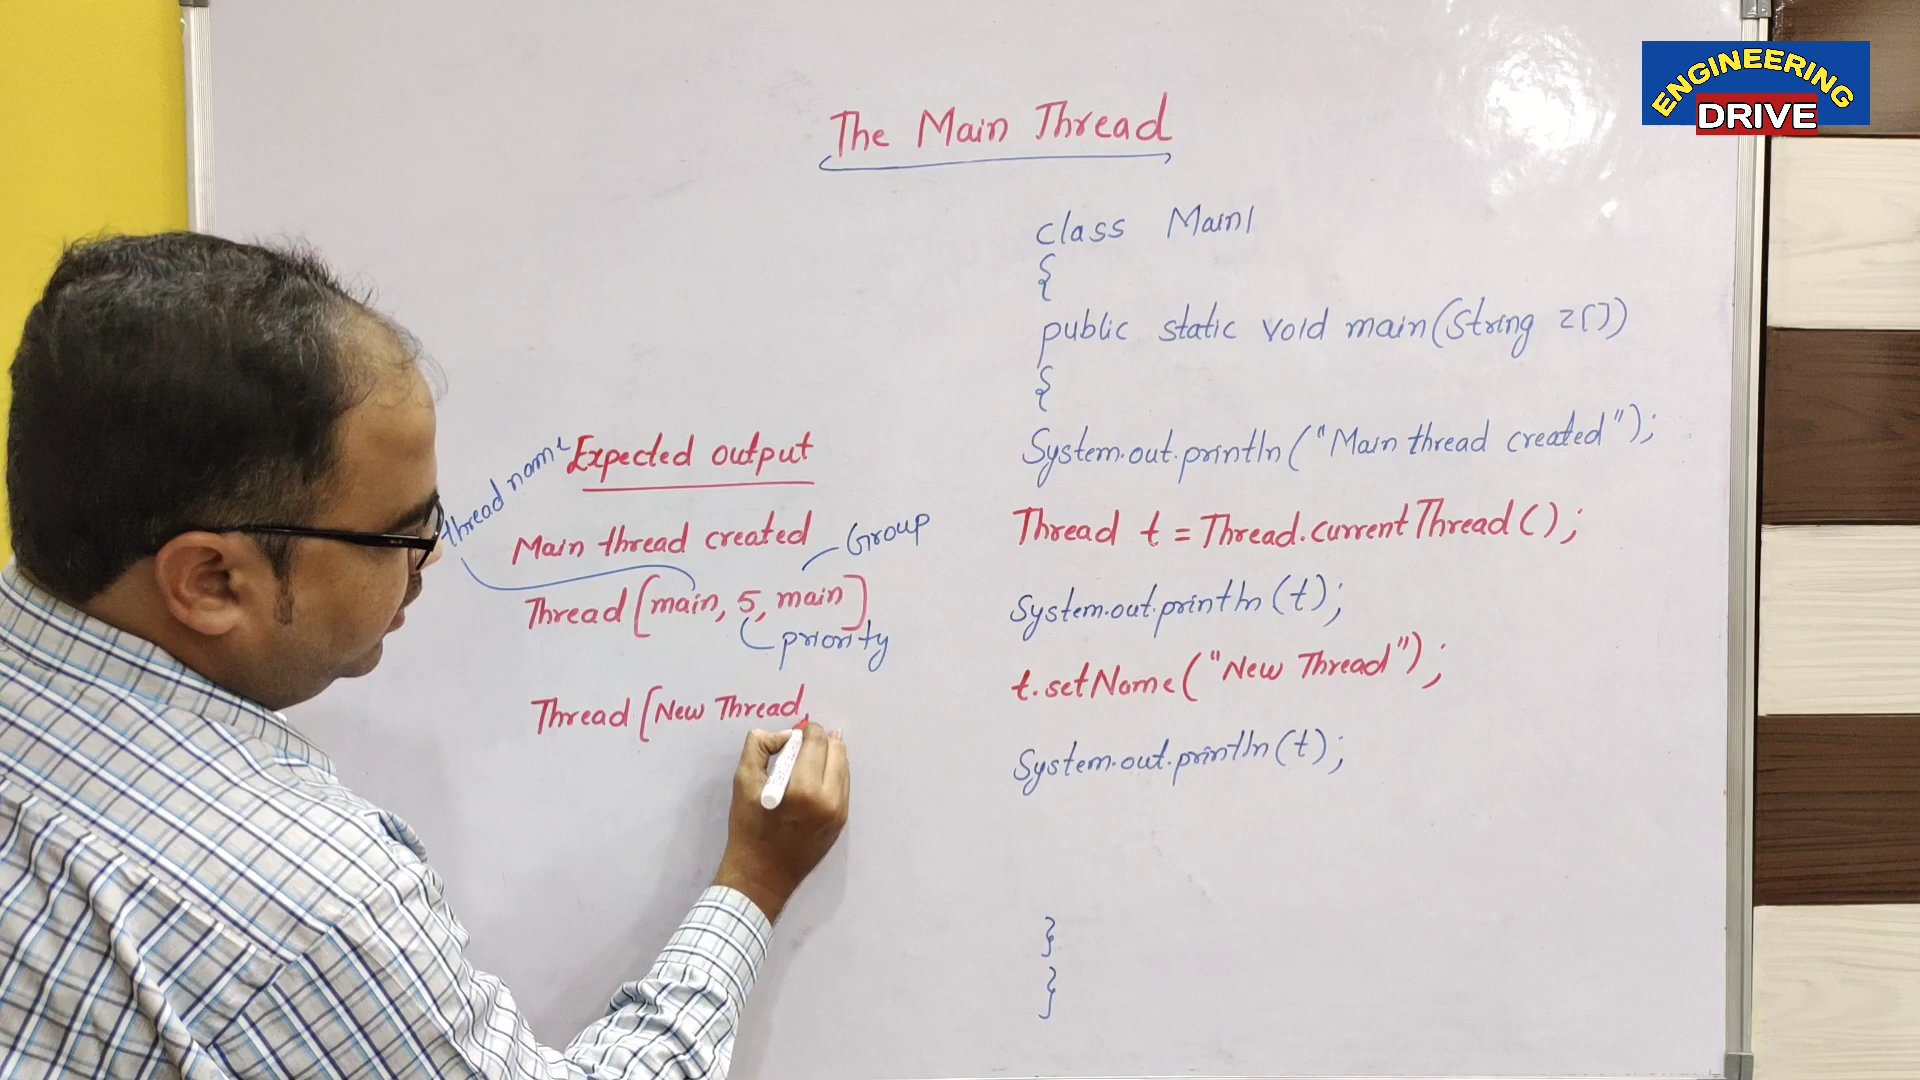 ENGINEERING
DRIVE
The Main Thread
Expected output
Main thread created
Thread [main, 5, main]
thread name
Group
priority
Thread [New Thread,
class Main1
{
public static void main(String z[])
{
System.out.println("Main thread created");
Thread t = Thread.currentThread();
System.out.println(t);
t.setName("New Thread");
System.out.println(t);
}
}